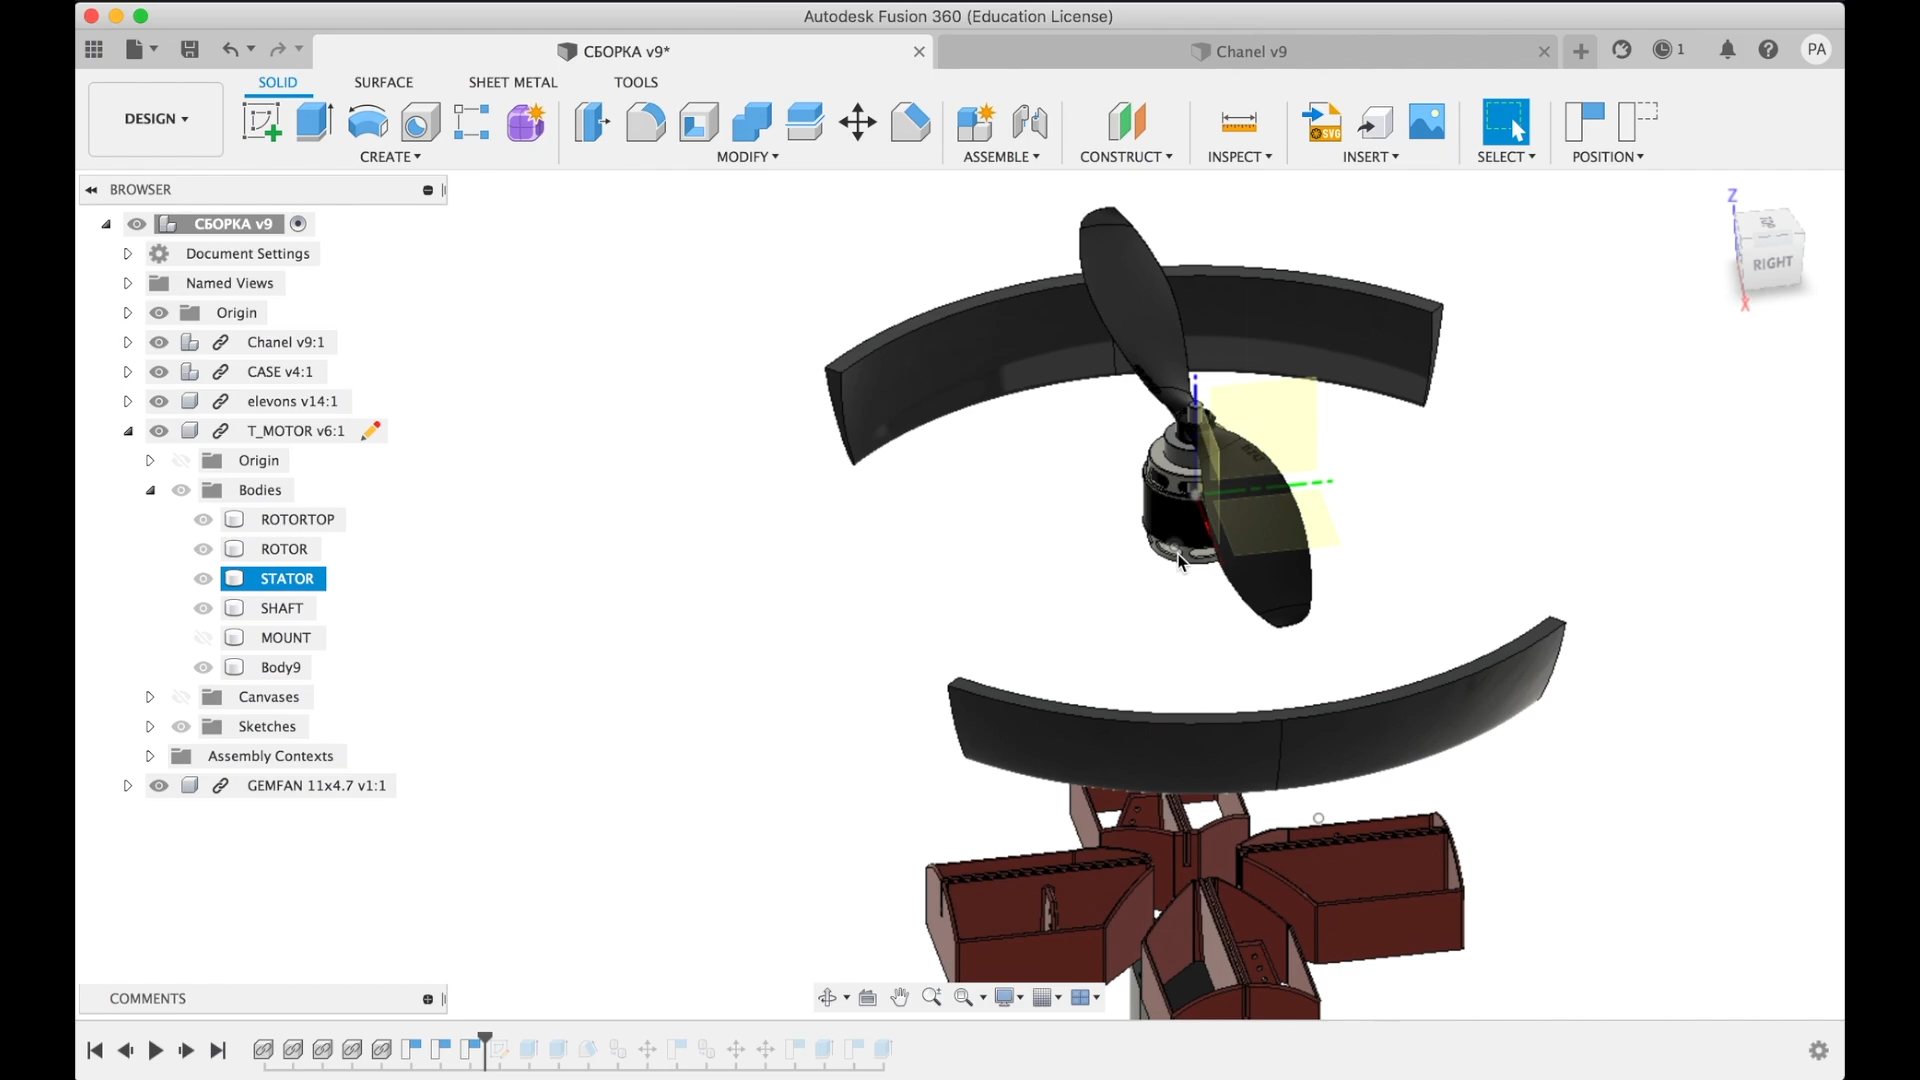 Autodesk Fusion 360 (Education License)
СБОРКА v9*
Chanel v9
1
PA
DESIGN
SOLID
SURFACE
SHEET METAL
TOOLS
CREATE
MODIFY
ASSEMBLE
CONSTRUCT
INSPECT
SVG
INSERT
SELECT
POSITION
BROWSER
СБОРКА v9
Document Settings
Named Views
Origin
Chanel v9:1
CASE v4:1
elevons v14:1
T_MOTOR v6:1
Origin
Bodies
ROTORTOP
ROTOR
STATOR
SHAFT
MOUNT
Body9
Canvases
Sketches
Assembly Contexts
GEMFAN 11x4.7 v1:1
Z
TOP
RIGHT
X
COMMENTS